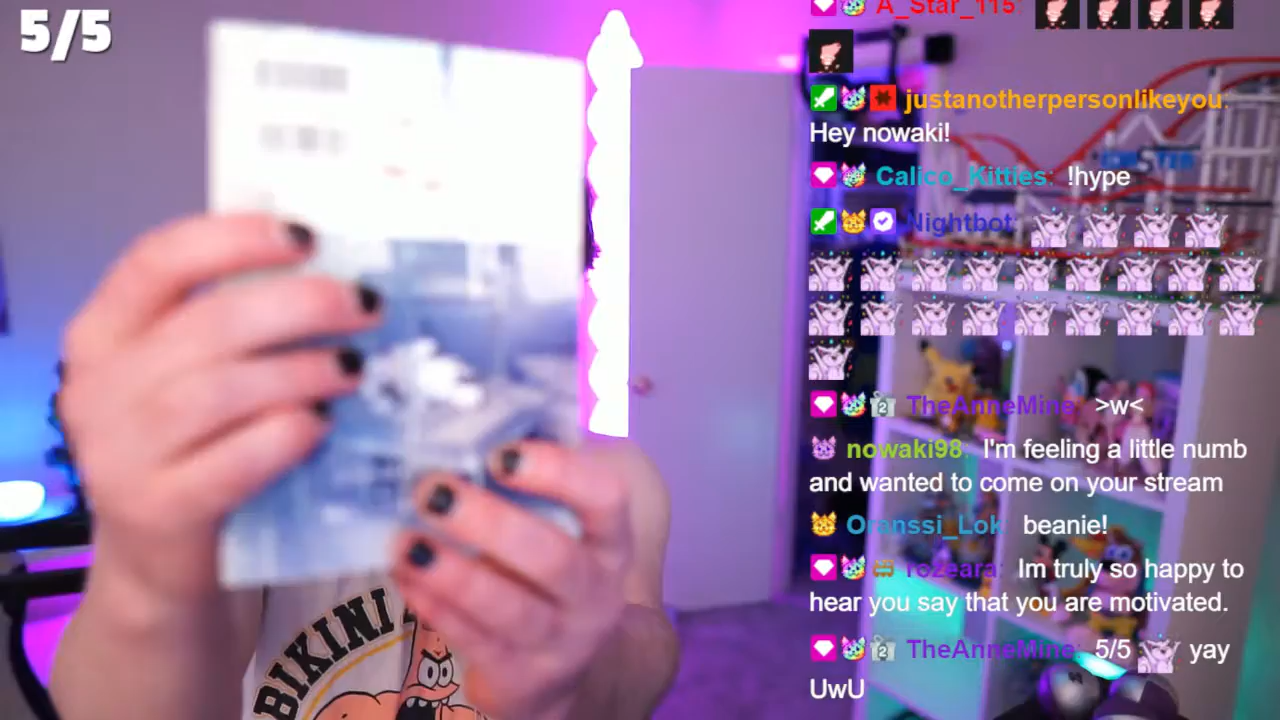 5/5
A_Star_115:
justanotherpersonlikeyou:
Hey nowaki!
Calico_Kitties: !hype
Nightbot:
TheAnneMine: >w<
nowaki98: I'm feeling a little numb
and wanted to come on your stream
Oranssi_Lok: beanie!
Im truly so happy to
hear you say that you are motivated.
TheAnneMine: 5/5 yay
UwU
BIKINI